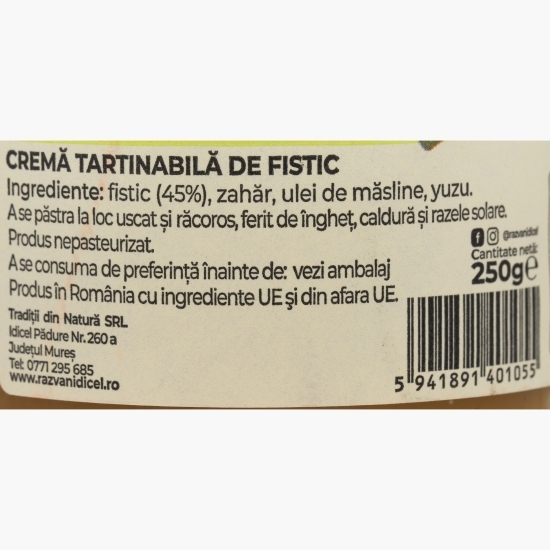 CREMĂ TARTINABILĂ DE FISTIC
Ingrediente: fistic (45%), zahăr, ulei de măsline, yuzu.
A se păstra la loc uscat și răcoros, ferit de îngheț, căldură și razele solare.
Produs nepasteurizat.
A se consuma de preferință înainte de: vezi ambalaj
Produs în România cu ingrediente UE și din afara UE.
@razvanidicel
Cantitate netă:
250g℮
Tradiții din Natură SRL
Idicel Pădure Nr. 260 a
Județul Mureș
Tel: 0771 295 685
www.razvanidicel.ro
5 941891 401055